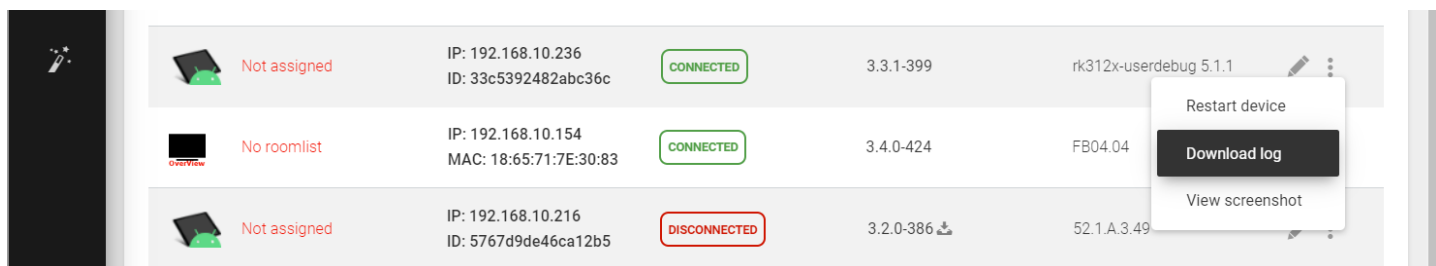 Not assigned
IP: 192.168.10.236
ID: 33c5392482abc36c
CONNECTED
3.3.1-399
rk312x-userdebug 5.1.1
Restart device
Download log
View screenshot
OverView
No roomlist
IP: 192.168.10.154
MAC: 18:65:71:7E:30:83
CONNECTED
3.4.0-424
FB04.04
Not assigned
IP: 192.168.10.216
ID: 5767d9de46ca12b5
DISCONNECTED
3.2.0-386
52.1.A.3.49